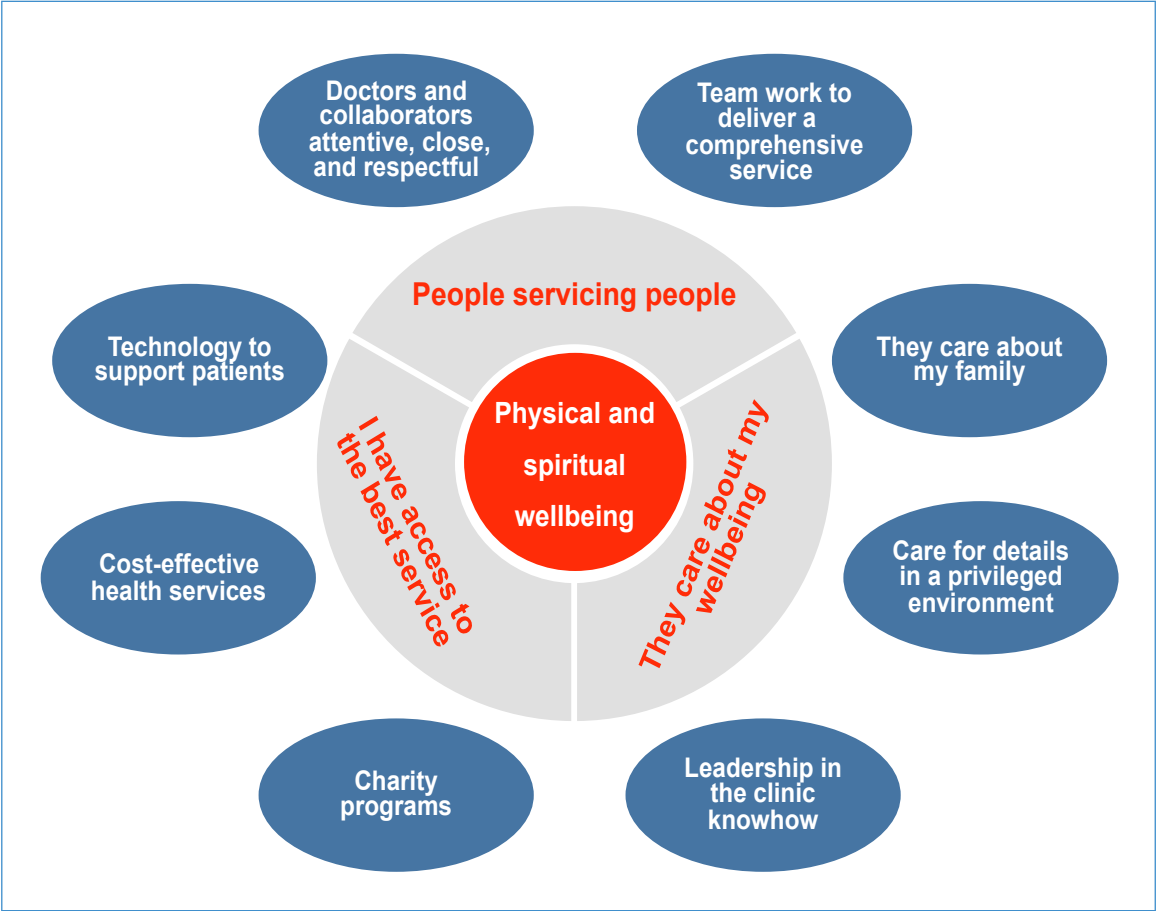 Doctors and
collaborators
attentive, close,
and respectful
Team work to
deliver a
comprehensive
service
People servicing people
Technology to
support patients
They care about
my family
Physical and
spiritual
wellbeing
I have access to
the best service
They care about my
wellbeing
Cost-effective
health services
Care for details
in a privileged
environment
Charity
programs
Leadership in
the clinic
knowhow